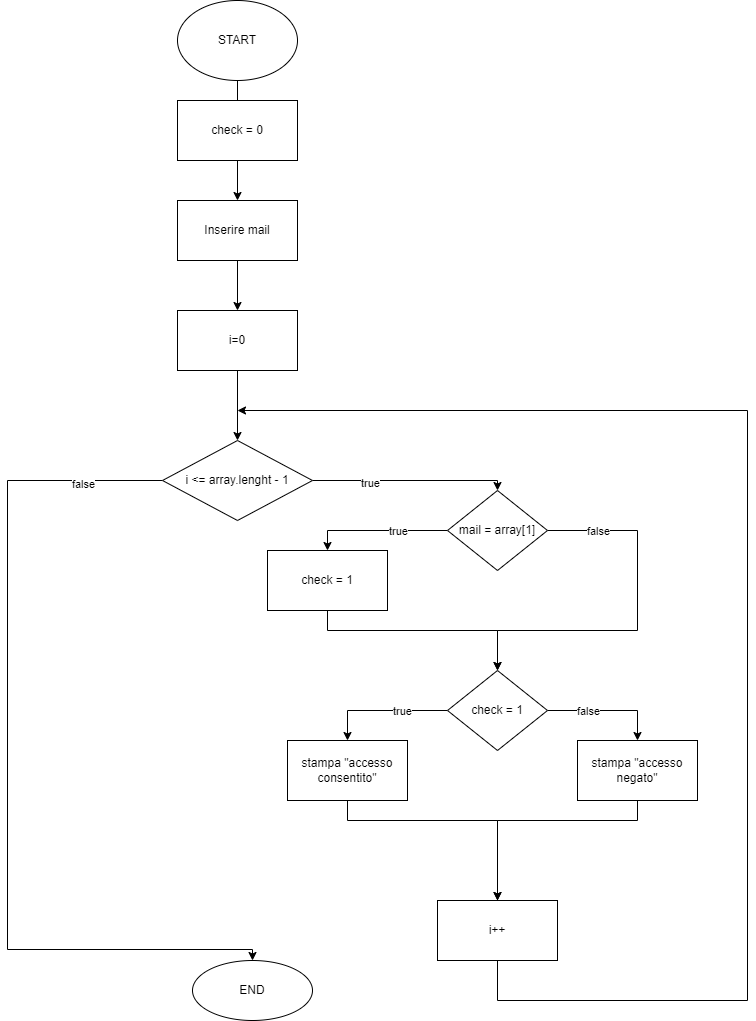 START
check = 0
Inserire mail
i=0
i <= array.lenght - 1
false
true
mail = array[1]
true
false
check = 1
check = 1
true
false
stampa "accesso
consentito"
stampa "accesso
negato"
i++
END